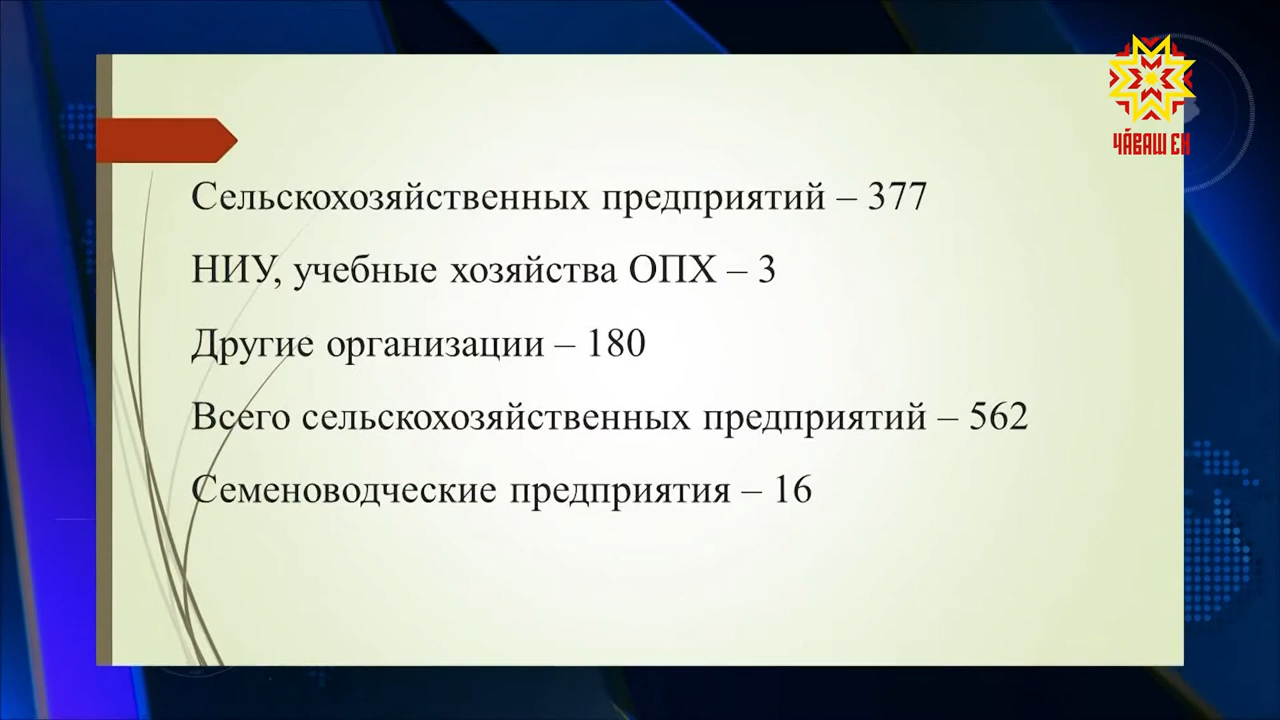 ЧӐВАШ ЕН
Сельскохозяйственных предприятий – 377
НИУ, учебные хозяйства ОПХ – 3
Другие организации – 180
Всего сельскохозяйственных предприятий – 562
Семеноводческие предприятия – 16